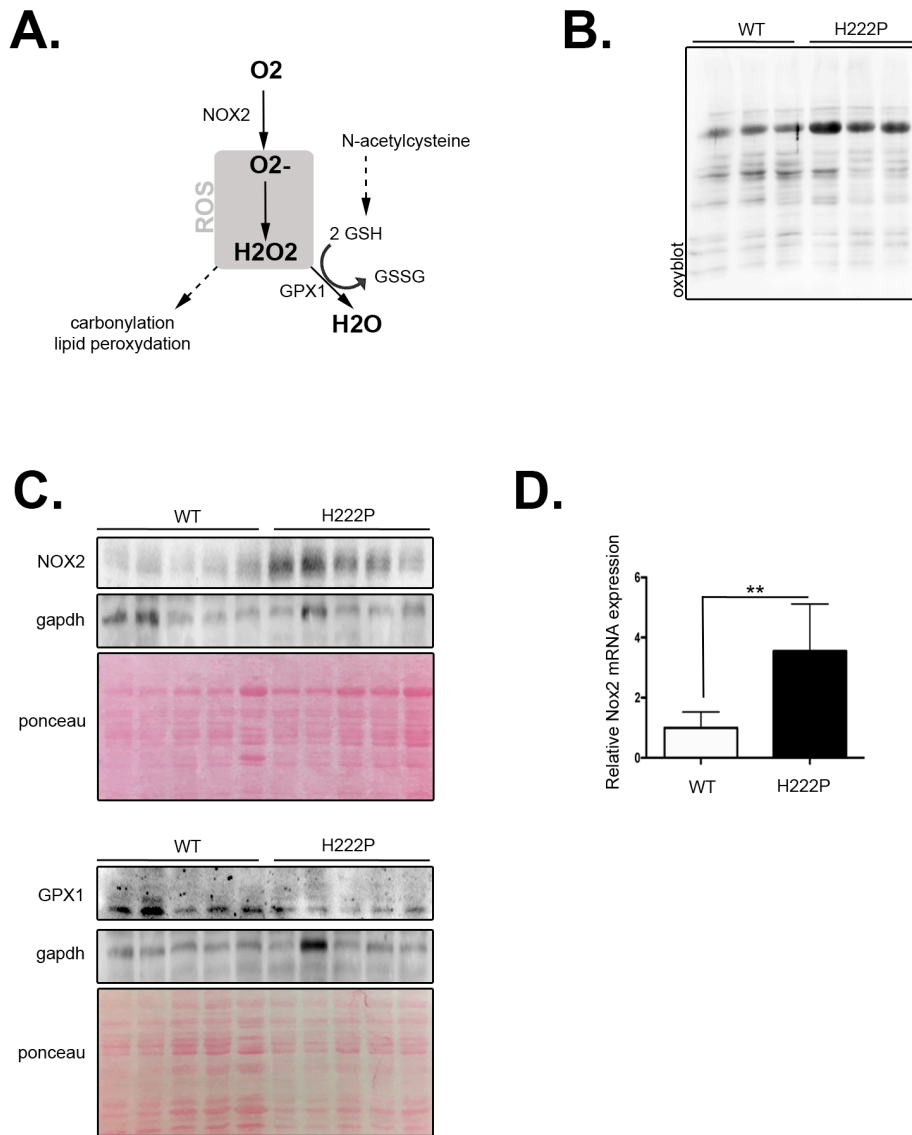 A.
O2
NOX2
N-acetylcysteine
O2-
ROS
2 GSH
H2O2
GSSG
GPX1
H2O
carbonylation
lipid peroxydation
B.
WT H222P
oxyblot
C.
WT H222P
NOX2
gapdh
ponceau
WT H222P
GPX1
gapdh
ponceau
D.
Relative Nox2 mRNA expression
6
**
4
2
0
WT H222P